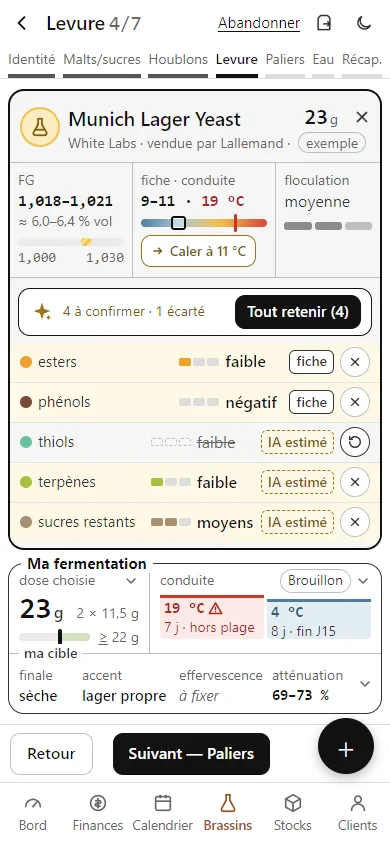 Levure 4/7
Abandonner
Identité Malts/sucres Houblons Levure Paliers Eau Récap.
Munich Lager Yeast
23 g
White Labs · vendue par Lallemand ·
exemple
FG
1,018–1,021
≈ 6,0–6,4 % vol
1,000 1,030
fiche · conduite
9–11 · 19 °C
→ Caler à 11 °C
floculation
moyenne
4 à confirmer · 1 écarté
Tout retenir (4)
esters faible fiche
phénols négatif fiche
thiols faible IA estimé
terpènes faible IA estimé
sucres restants moyens IA estimé
Ma fermentation
dose choisie
23 g 2 × 11,5 g
≥ 22 g
conduite
Brouillon
19 °C
7 j · hors plage
4 °C
8 j · fin J15
ma cible
finale accent effervescence atténuation
sèche lager propre à fixer 69–73 %
Retour
Suivant — Paliers
+
Bord Finances Calendrier Brassins Stocks Clients